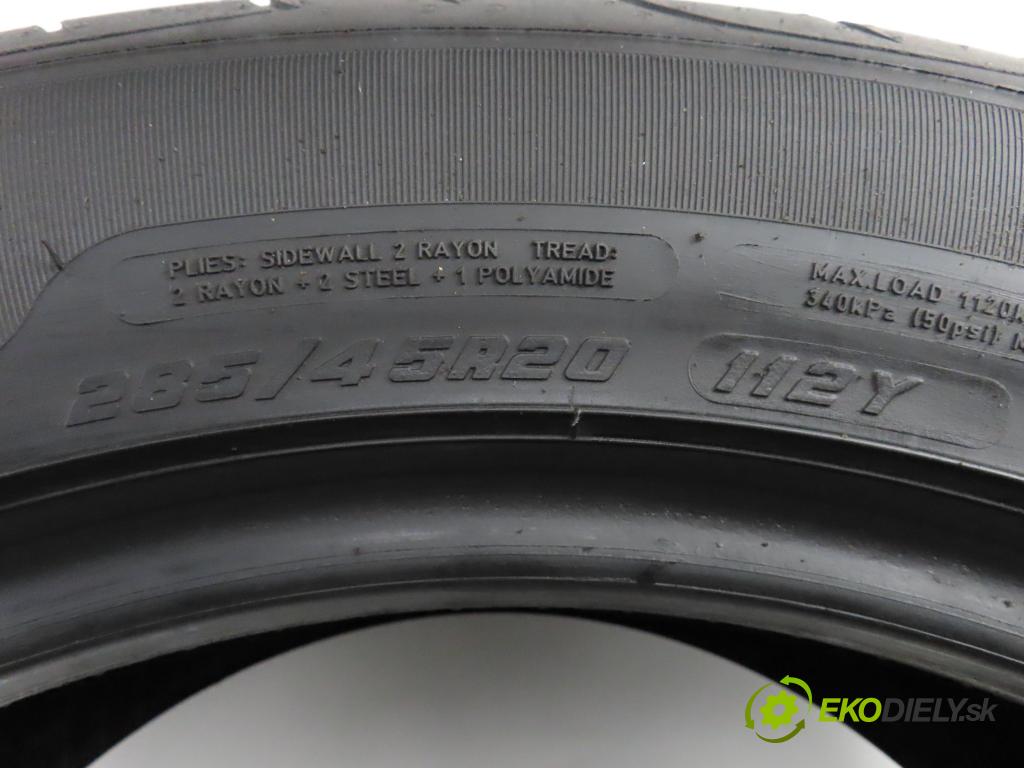 PLIES: SIDEWALL 2 RAYON TREAD:
2 RAYON + 2 STEEL + 1 POLYAMIDE
MAX.LOAD 1120K
340kPa (50psi)
285/45R20
112Y
EKODIELY.sk